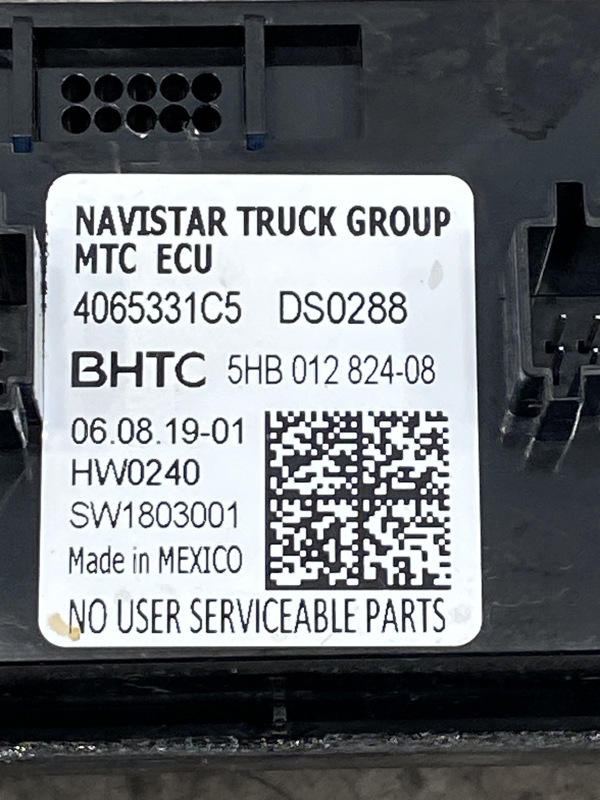 NAVISTAR TRUCK GROUP
MTC ECU
4065331C5 DS0288
BHTC 5HB 012 824-08
06.08.19-01
HW0240
SW1803001
Made in MEXICO
NO USER SERVICEABLE PARTS